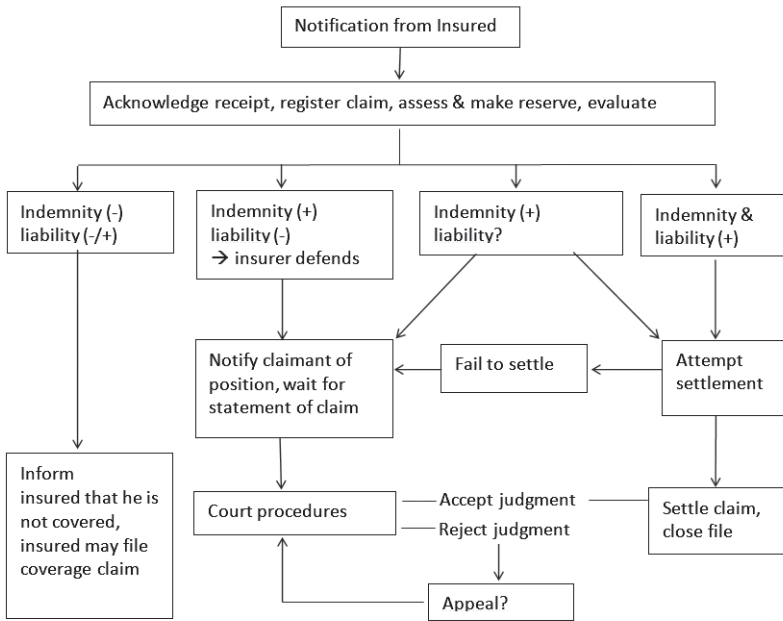 Notification from Insured
Acknowledge receipt, register claim, assess & make reserve, evaluate
Indemnity (-)
liability (-/+)
Indemnity (+)
liability (-)
→ insurer defends
Indemnity (+)
liability?
Indemnity &
liability (+)
Notify claimant of
position, wait for
statement of claim
Fail to settle
Attempt
settlement
Inform
insured that he is
not covered,
insured may file
coverage claim
Court procedures
Accept judgment
Reject judgment
Settle claim,
close file
Appeal?